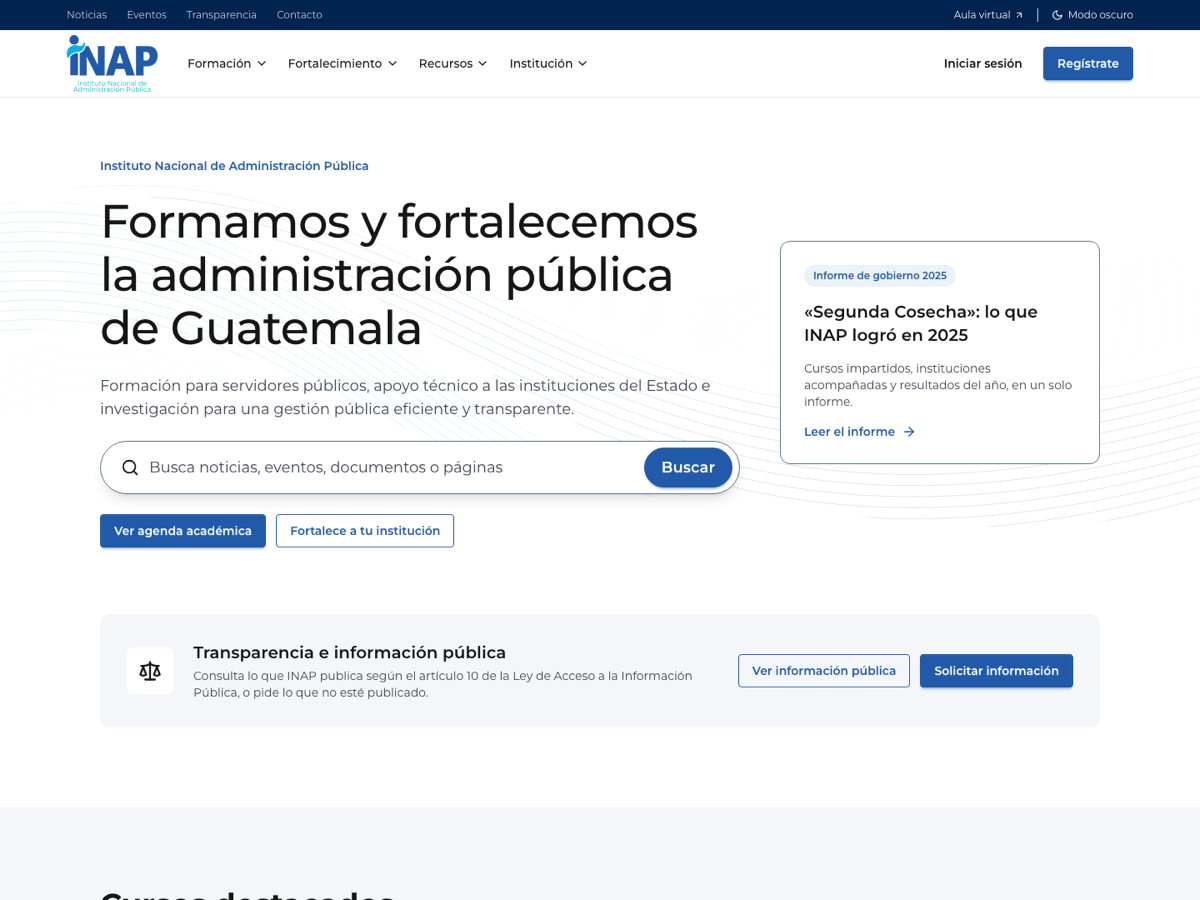 Noticias Eventos Transparencia Contacto Aula virtual Modo oscuro
iNAP
Instituto Nacional de
Administración Pública
Formación Fortalecimiento Recursos Institución Iniciar sesión Regístrate
Instituto Nacional de Administración Pública
Formamos y fortalecemos
la administración pública
de Guatemala
Formación para servidores públicos, apoyo técnico a las instituciones del Estado e
investigación para una gestión pública eficiente y transparente.
Busca noticias, eventos, documentos o páginas Buscar
Ver agenda académica Fortalece a tu institución
Informe de gobierno 2025
«Segunda Cosecha»: lo que
INAP logró en 2025
Cursos impartidos, instituciones
acompañadas y resultados del año, en un solo
informe.
Leer el informe
Transparencia e información pública
Consulta lo que INAP publica según el artículo 10 de la Ley de Acceso a la Información
Pública, o pide lo que no esté publicado.
Ver información pública Solicitar información
Cursos destacados